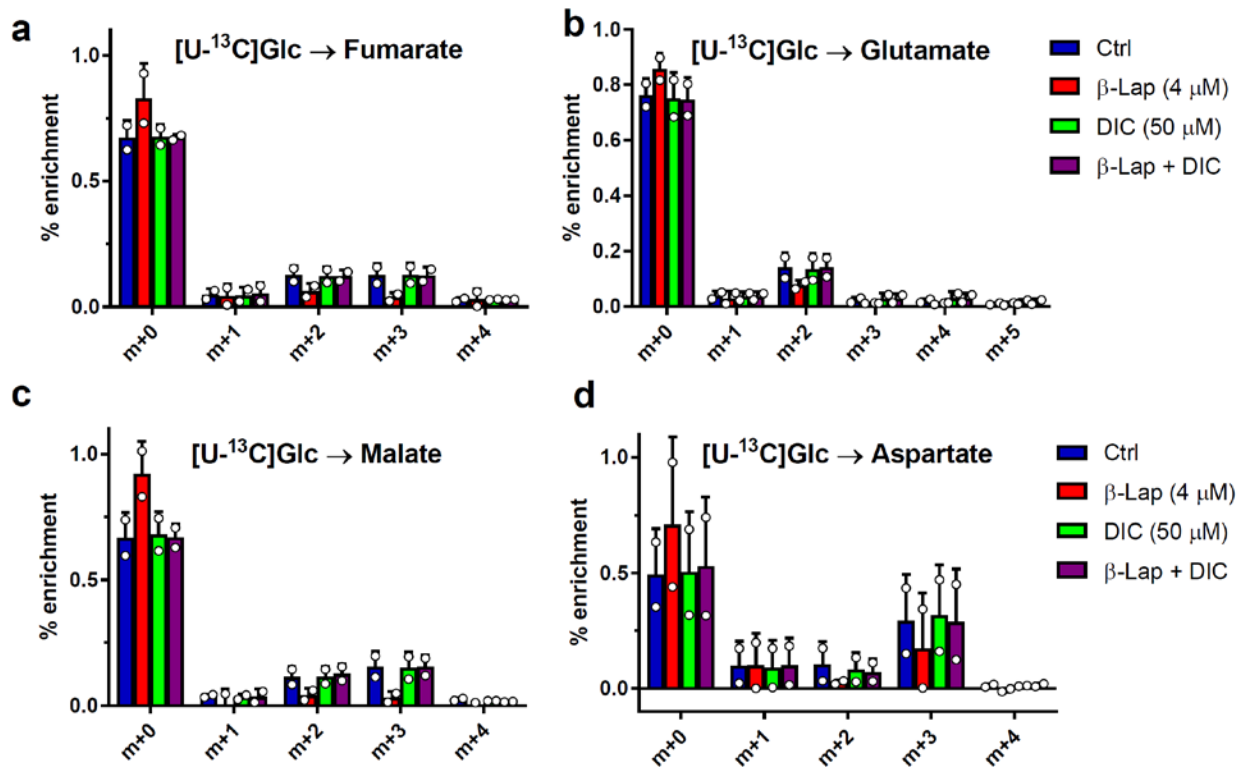 a
[U-¹³C]Glc → Fumarate
% enrichment
1.0
0.5
0.0
m+0
m+1
m+2
m+3
m+4
b
[U-¹³C]Glc → Glutamate
% enrichment
1.0
0.8
0.6
0.4
0.2
0.0
m+0
m+1
m+2
m+3
m+4
m+5
Ctrl
β-Lap (4 μM)
DIC (50 μM)
β-Lap + DIC
c
[U-¹³C]Glc → Malate
% enrichment
1.0
0.5
0.0
m+0
m+1
m+2
m+3
m+4
d
[U-¹³C]Glc → Aspartate
% enrichment
1.0
0.5
0.0
m+0
m+1
m+2
m+3
m+4
Ctrl
β-Lap (4 μM)
DIC (50 μM)
β-Lap + DIC